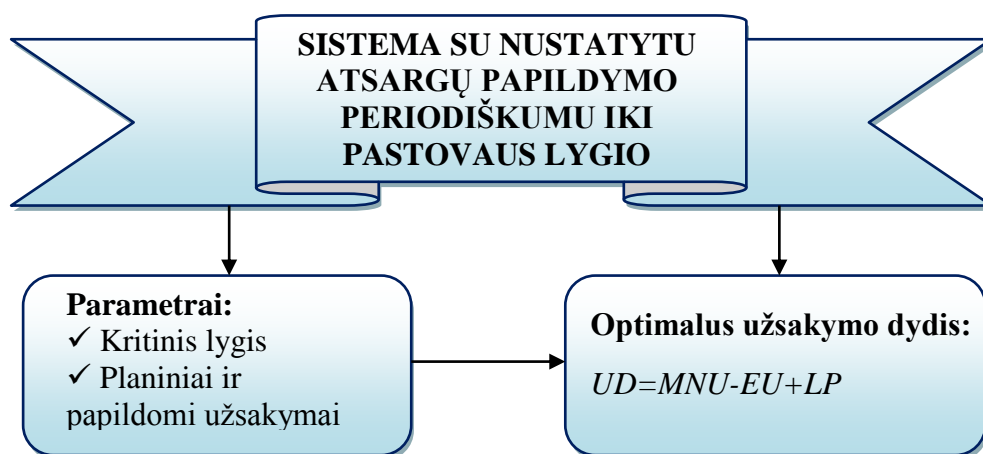 SISTEMA SU NUSTATYTU
ATSARGŲ PAPILDYMO
PERIODIŠKUMU IKI
PASTOVAUS LYGIO
Parametrai:
✓ Kritinis lygis
✓ Planiniai ir
papildomi užsakymai
Optimalus užsakymo dydis:
UD=MNU-EU+LP